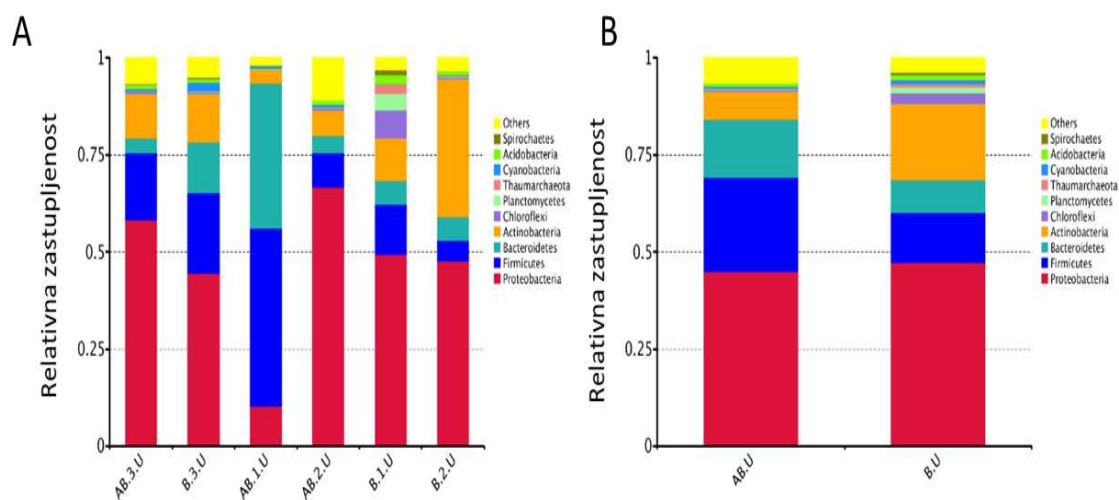 A
Relativna zastupljenost
1
0.75
0.5
0.25
0
AB.3.U
B.3.U
AB.1.U
AB.2.U
B.1.U
B.2.U
Others
Spirochaetes
Acidobacteria
Cyanobacteria
Thaumarchaeota
Planctomycetes
Chloroflexi
Actinobacteria
Bacteroidetes
Firmicutes
Proteobacteria
B
Relativna zastupljenost
1
0.75
0.5
0.25
0
AB.U
B.U
Others
Spirochaetes
Acidobacteria
Cyanobacteria
Thaumarchaeota
Planctomycetes
Chloroflexi
Actinobacteria
Bacteroidetes
Firmicutes
Proteobacteria